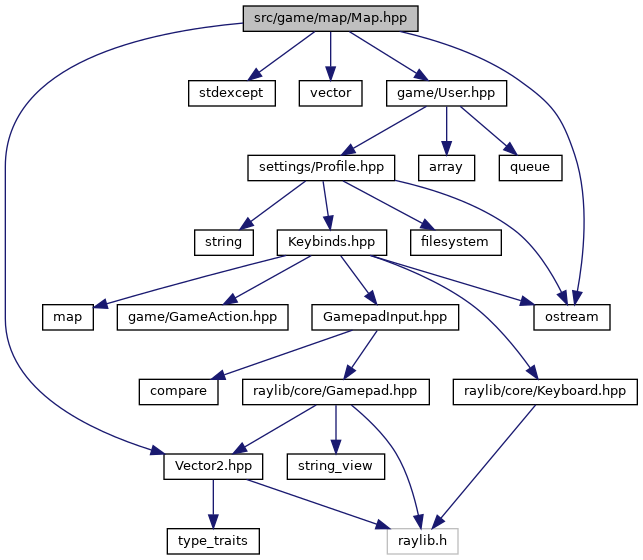 src/game/map/Map.hpp
stdexcept
vector
game/User.hpp
settings/Profile.hpp
array
queue
string
Keybinds.hpp
filesystem
map
game/GameAction.hpp
GamepadInput.hpp
ostream
compare
raylib/core/Gamepad.hpp
raylib/core/Keyboard.hpp
Vector2.hpp
string_view
type_traits
raylib.h